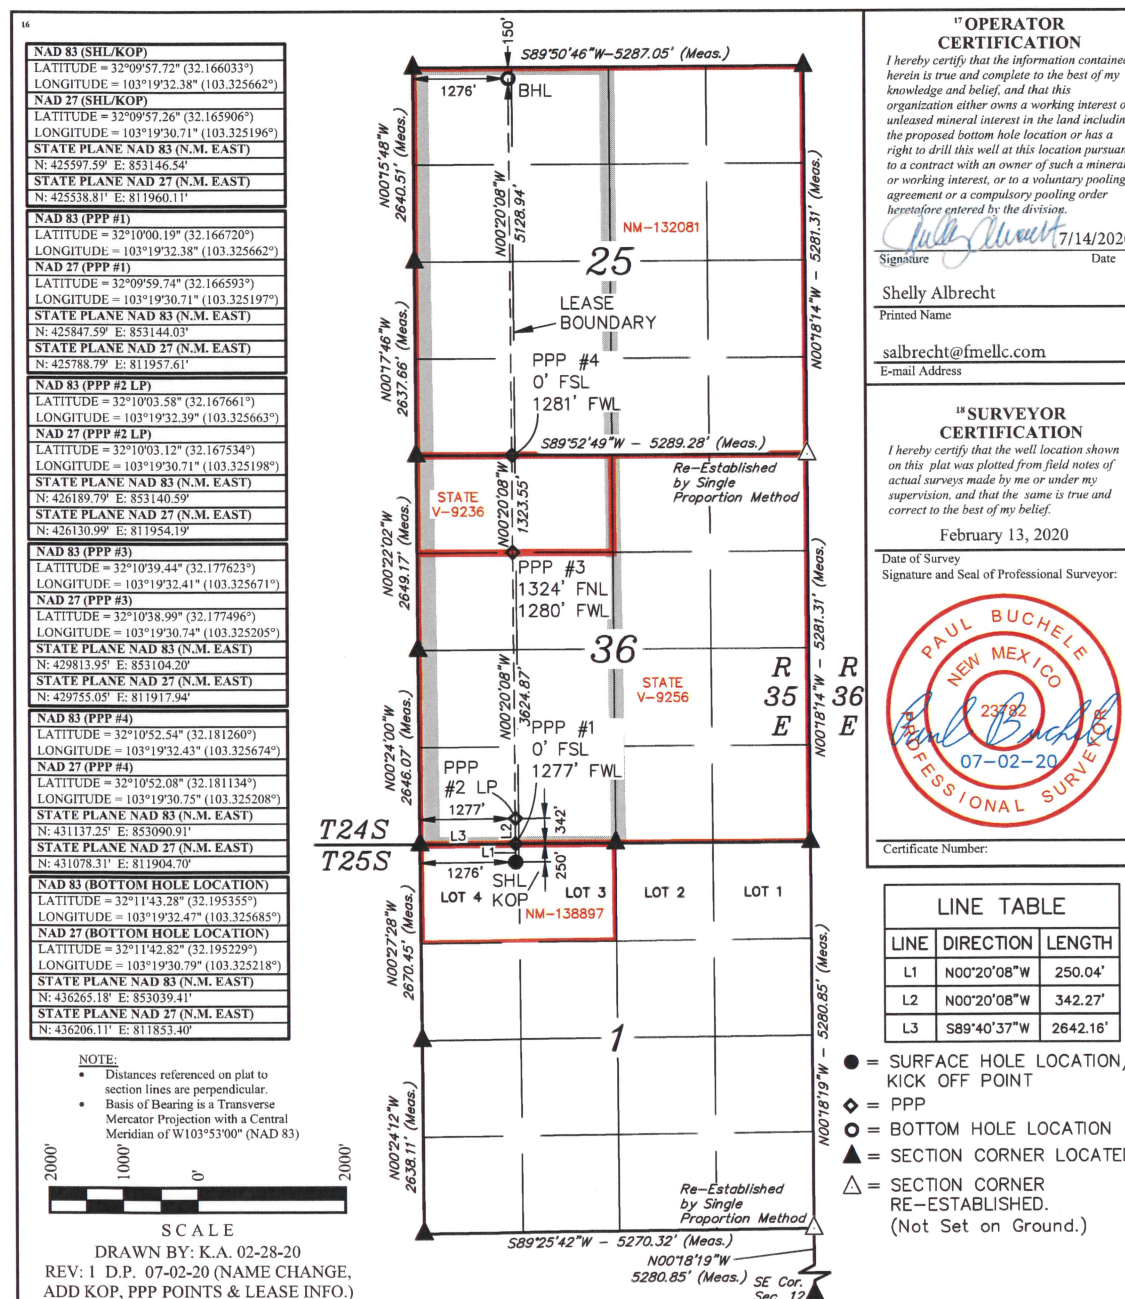 16
NAD 83 (SHL/KOP)
LATITUDE = 32°09'57.72" (32.166033°)
LONGITUDE = 103°19'32.38" (103.325662°)
NAD 27 (SHL/KOP)
LATITUDE = 32°09'57.26" (32.165906°)
LONGITUDE = 103°19'30.71" (103.325196°)
STATE PLANE NAD 83 (N.M. EAST)
N: 425597.59' E: 853146.54'
STATE PLANE NAD 27 (N.M. EAST)
N: 425538.81' E: 811960.11'
NAD 83 (PPP #1)
LATITUDE = 32°10'00.19" (32.166720°)
LONGITUDE = 103°19'32.38" (103.325662°)
NAD 27 (PPP #1)
LATITUDE = 32°09'59.74" (32.166593°)
LONGITUDE = 103°19'30.71" (103.325197°)
STATE PLANE NAD 83 (N.M. EAST)
N: 425847.59' E: 853144.03'
STATE PLANE NAD 27 (N.M. EAST)
N: 425788.79' E: 811957.61'
NAD 83 (PPP #2 LP)
LATITUDE = 32°10'03.58" (32.167661°)
LONGITUDE = 103°19'32.39" (103.325663°)
NAD 27 (PPP #2 LP)
LATITUDE = 32°10'03.12" (32.167534°)
LONGITUDE = 103°19'30.71" (103.325198°)
STATE PLANE NAD 83 (N.M. EAST)
N: 426189.79' E: 853140.59'
STATE PLANE NAD 27 (N.M. EAST)
N: 426130.99' E: 811954.19'
NAD 83 (PPP #3)
LATITUDE = 32°10'39.44" (32.177623°)
LONGITUDE = 103°19'32.41" (103.325671°)
NAD 27 (PPP #3)
LATITUDE = 32°10'38.99" (32.177496°)
LONGITUDE = 103°19'30.74" (103.325205°)
STATE PLANE NAD 83 (N.M. EAST)
N: 429813.95' E: 853104.20'
STATE PLANE NAD 27 (N.M. EAST)
N: 429755.05' E: 811917.94'
NAD 83 (PPP #4)
LATITUDE = 32°10'52.54" (32.181260°)
LONGITUDE = 103°19'32.43" (103.325674°)
NAD 27 (PPP #4)
LATITUDE = 32°10'52.08" (32.181134°)
LONGITUDE = 103°19'30.75" (103.325208°)
STATE PLANE NAD 83 (N.M. EAST)
N: 431137.25' E: 853090.91'
STATE PLANE NAD 27 (N.M. EAST)
N: 431078.31' E: 811904.70'
NAD 83 (BOTTOM HOLE LOCATION)
LATITUDE = 32°11'43.28" (32.195355°)
LONGITUDE = 103°19'32.47" (103.325685°)
NAD 27 (BOTTOM HOLE LOCATION)
LATITUDE = 32°11'42.82" (32.195229°)
LONGITUDE = 103°19'30.79" (103.325218°)
STATE PLANE NAD 83 (N.M. EAST)
N: 436265.18' E: 853039.41'
STATE PLANE NAD 27 (N.M. EAST)
N: 436206.11' E: 811853.40'
NOTE:
• Distances referenced on plat to
section lines are perpendicular.
• Basis of Bearing is a Transverse
Mercator Projection with a Central
Meridian of W103°53'00" (NAD 83)
2000'
1000'
0'
2000'
SCALE
DRAWN BY: K.A. 02-28-20
REV: 1 D.P. 07-02-20 (NAME CHANGE,
ADD KOP, PPP POINTS & LEASE INFO.)
150'
S89°50'46"W-5287.05' (Meas.)
1276'
BHL
N00°15'48"W
2640.51' (Meas.)
N00°20'08"W
5128.94'
NM-132081
25
N00°18'14"W - 5281.31' (Meas.)
LEASE
BOUNDARY
N00°17'46"W
2637.66' (Meas.)
PPP #4
0' FSL
1281' FWL
S89°52'49"W - 5289.28' (Meas.)
Re-Established
by Single
Proportion Method
STATE
V-9236
N00°20'08"W
1323.55'
N00°22'02"W
2649.17' (Meas.)
PPP #3
1324' FNL
1280' FWL
36
N00°18'14"W - 5281.31' (Meas.)
R
35
E
R
36
E
STATE
V-9256
N00°20'08"W
3624.87'
N00°24'00"W
2646.07' (Meas.)
PPP #1
0' FSL
1277' FWL
PPP
#2 LP
1277'
L2
342'
L3
T24S
T25S
L1
250'
1276'
SHL
KOP
LOT 4
LOT 3
LOT 2
LOT 1
NM-138897
N00°27'28"W
2670.45' (Meas.)
1
N00°18'19"W - 5280.85' (Meas.)
N00°24'12"W
2638.11' (Meas.)
Re-Established
by Single
Proportion Method
S89°25'42"W - 5270.32' (Meas.)
N00°18'19"W
5280.85' (Meas.)
SE Cor.
Sec. 12
17 OPERATOR
CERTIFICATION
I hereby certify that the information contained
herein is true and complete to the best of my
knowledge and belief, and that this
organization either owns a working interest or
unleased mineral interest in the land including
the proposed bottom hole location or has a
right to drill this well at this location pursuant
to a contract with an owner of such a mineral
or working interest, or to a voluntary pooling
agreement or a compulsory pooling order
heretofore entered by the division.
Shelly Albrecht 7/14/2020
Signature Date
Shelly Albrecht
Printed Name
salbrecht@fmellc.com
E-mail Address
18 SURVEYOR
CERTIFICATION
I hereby certify that the well location shown
on this plat was plotted from field notes of
actual surveys made by me or under my
supervision, and that the same is true and
correct to the best of my belief.
February 13, 2020
Date of Survey
Signature and Seal of Professional Surveyor:
PAUL BUCHELE
NEW MEXICO
23782
Paul Buchele
07-02-20
PROFESSIONAL SURVEYOR
Certificate Number:
LINE TABLE
LINE DIRECTION LENGTH
L1 N00°20'08"W 250.04'
L2 N00°20'08"W 342.27'
L3 S89°40'37"W 2642.16'
= SURFACE HOLE LOCATION/
KICK OFF POINT
= PPP
= BOTTOM HOLE LOCATION
= SECTION CORNER LOCATED
= SECTION CORNER
RE-ESTABLISHED.
(Not Set on Ground.)